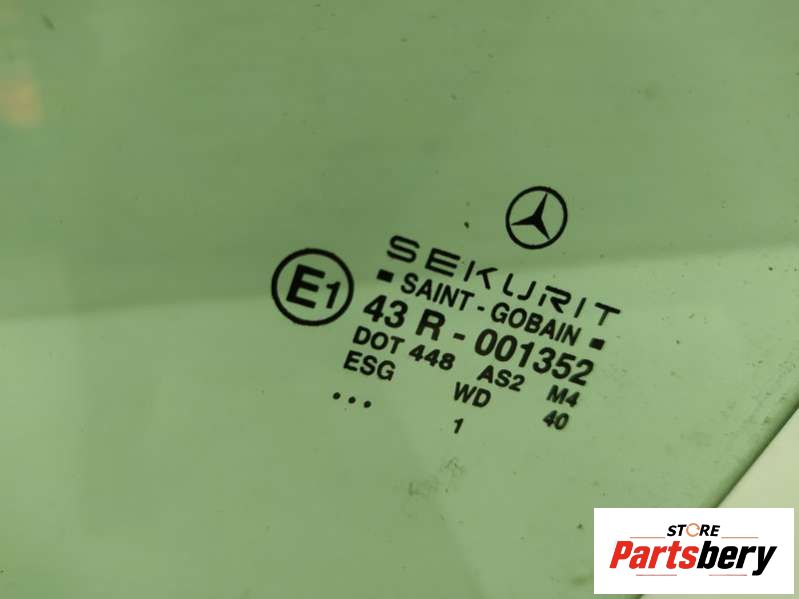 SEKURIT
SAINT - GOBAIN
E1
43 R - 001352
DOT 448 AS2 M4
ESG WD 40
... 1
STORE
Partsbery